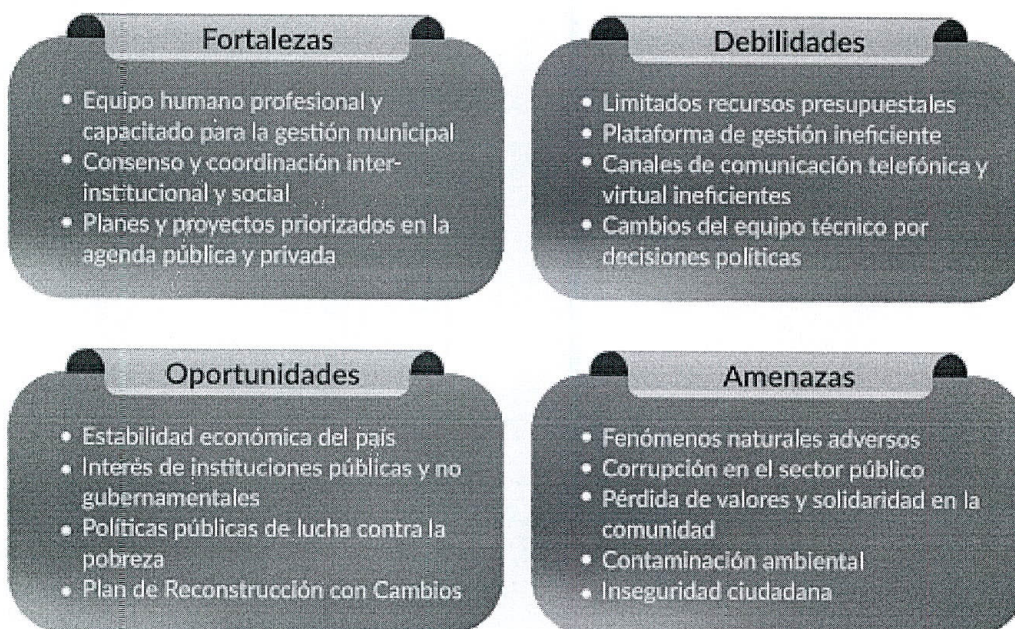 Fortalezas
• Equipo humano profesional y
capacitado para la gestión municipal
• Consenso y coordinación inter-
institucional y social
• Planes y proyectos priorizados en la
agenda pública y privada
Debilidades
• Limitados recursos presupuestales
• Plataforma de gestión ineficiente
• Canales de comunicación telefónica y
virtual ineficientes
• Cambios del equipo técnico por
decisiones políticas
Oportunidades
• Estabilidad económica del país
• Interés de instituciones públicas y no
gubernamentales
• Políticas públicas de lucha contra la
pobreza
• Plan de Reconstrucción con Cambios
Amenazas
• Fenómenos naturales adversos
• Corrupción en el sector público
• Pérdida de valores y solidaridad en la
comunidad
• Contaminación ambiental
• Inseguridad ciudadana